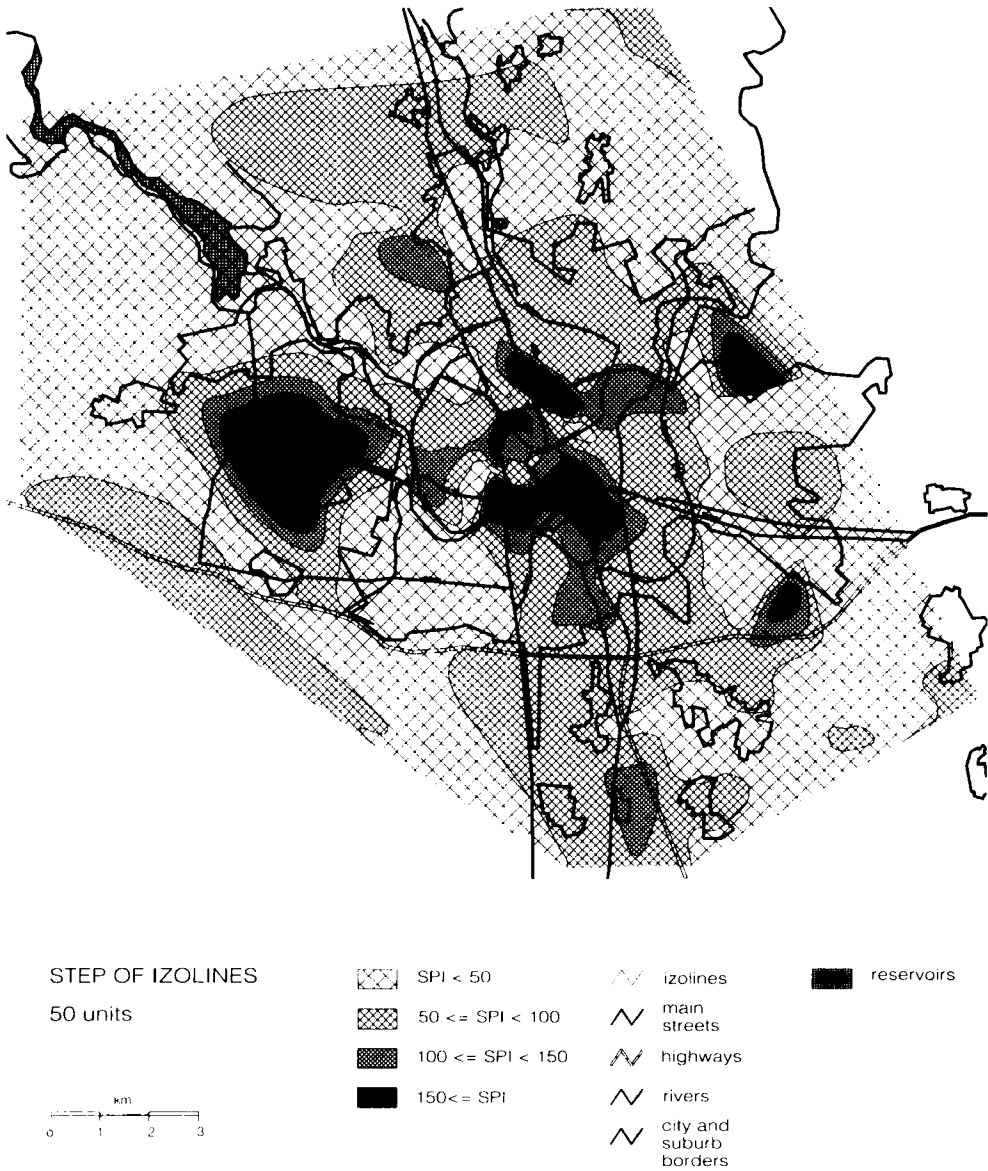 STEP OF IZOLINES
50 units
km
0 1 2 3
SPI < 50
50 <= SPI < 100
100 <= SPI < 150
150<= SPI
izolines
main
streets
highways
rivers
city and
suburb
borders
reservoirs